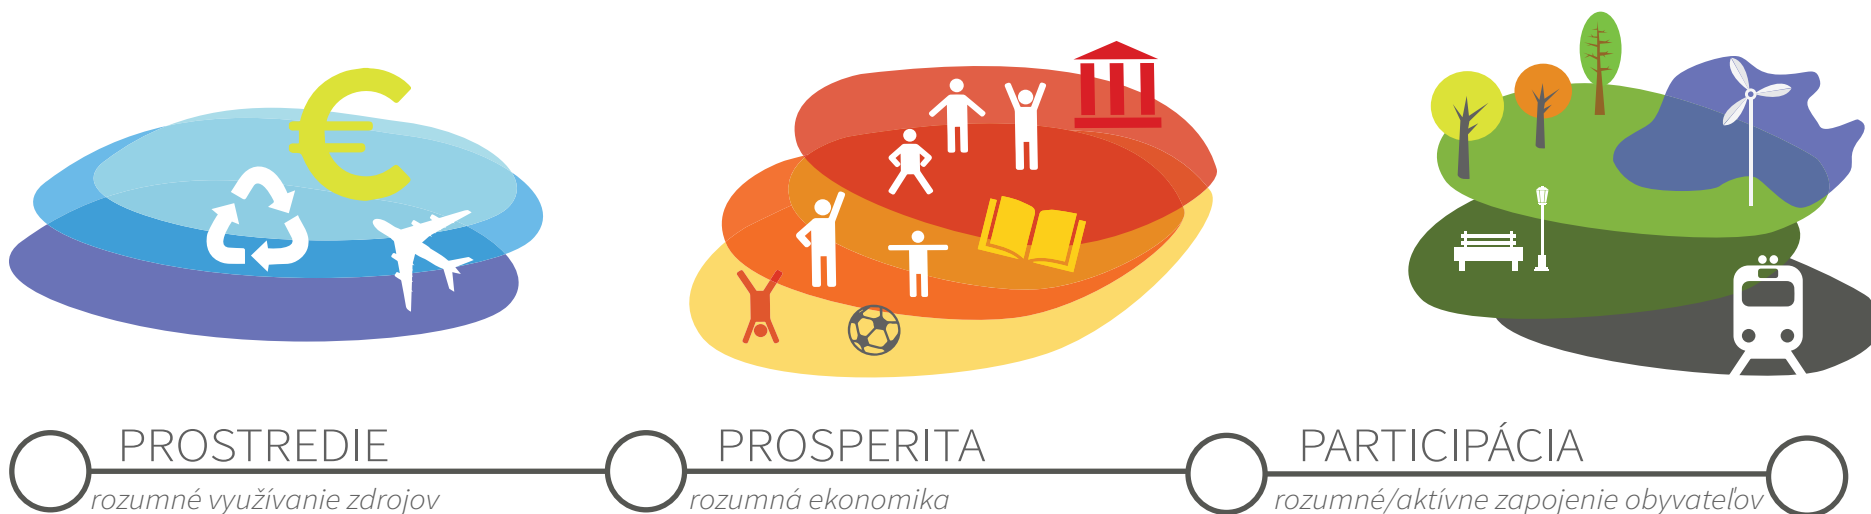 PROSTREDIE
rozumné využívanie zdrojov
PROSPERITA
rozumná ekonomika
PARTICIPÁCIA
rozumné/aktívne zapojenie obyvateľov